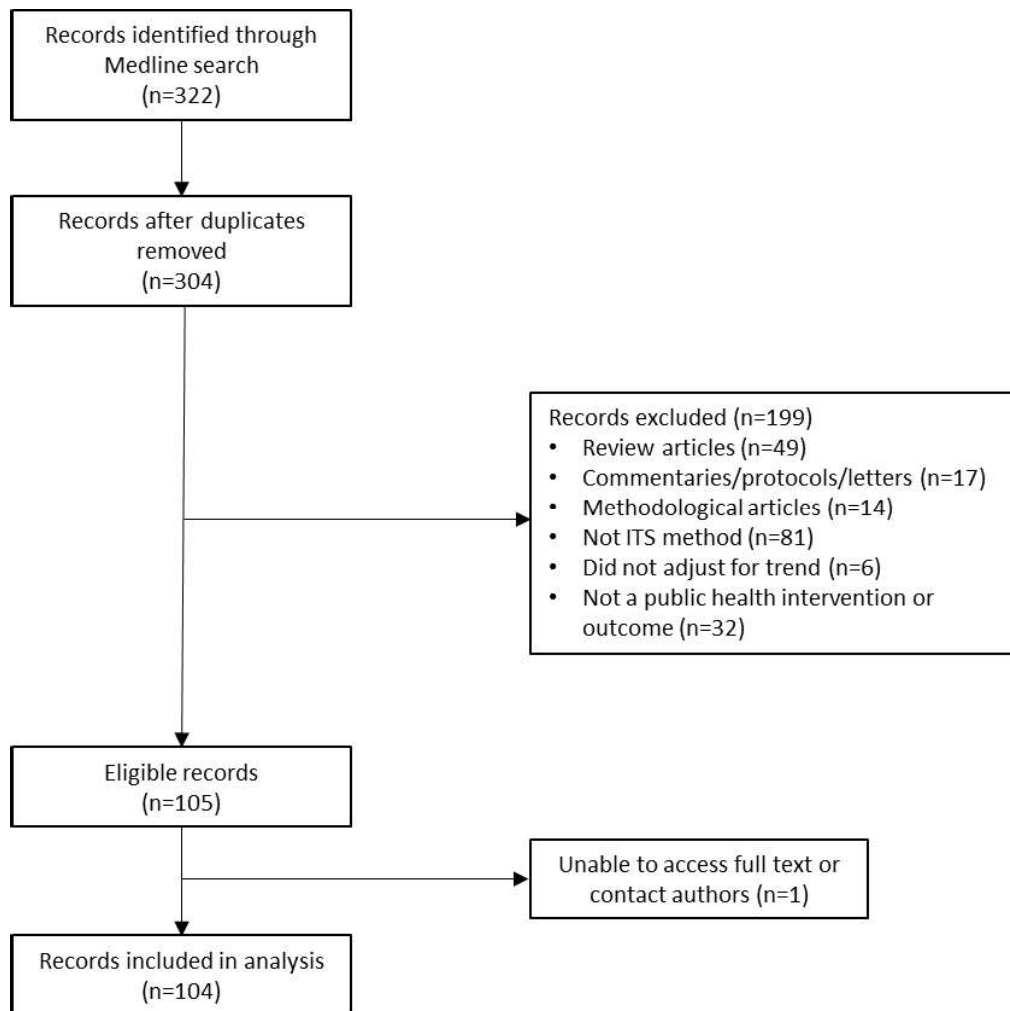 Records identified through
Medline search
(n=322)
Records after duplicates
removed
(n=304)
Records excluded (n=199)
• Review articles (n=49)
• Commentaries/protocols/letters (n=17)
• Methodological articles (n=14)
• Not ITS method (n=81)
• Did not adjust for trend (n=6)
• Not a public health intervention or
outcome (n=32)
Eligible records
(n=105)
Unable to access full text or
contact authors (n=1)
Records included in analysis
(n=104)